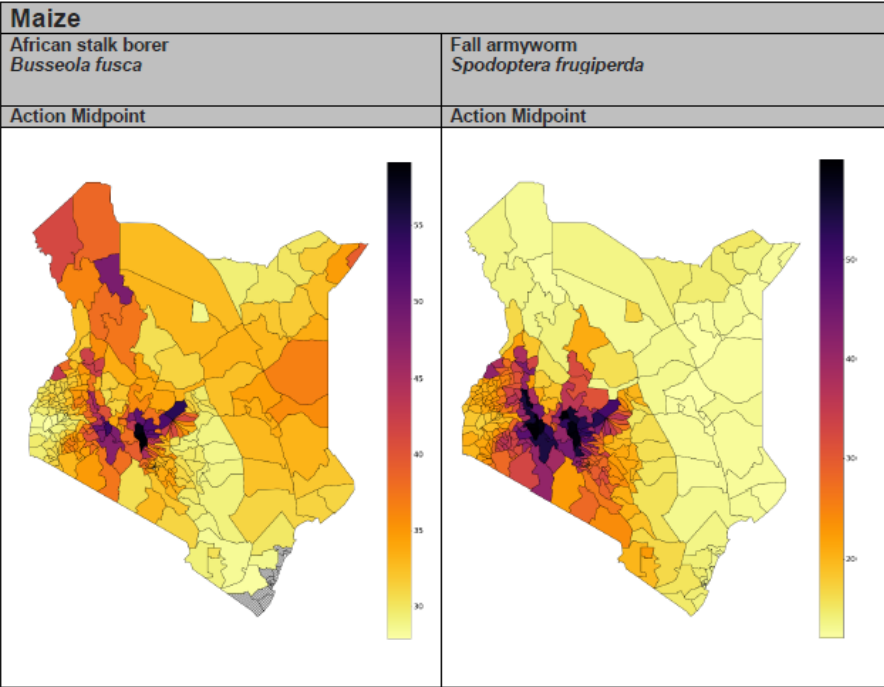 Maize
African stalk borer
Busseola fusca
Fall armyworm
Spodoptera frugiperda
Action Midpoint
Action Midpoint
55
50
45
40
35
30
50
40
30
20